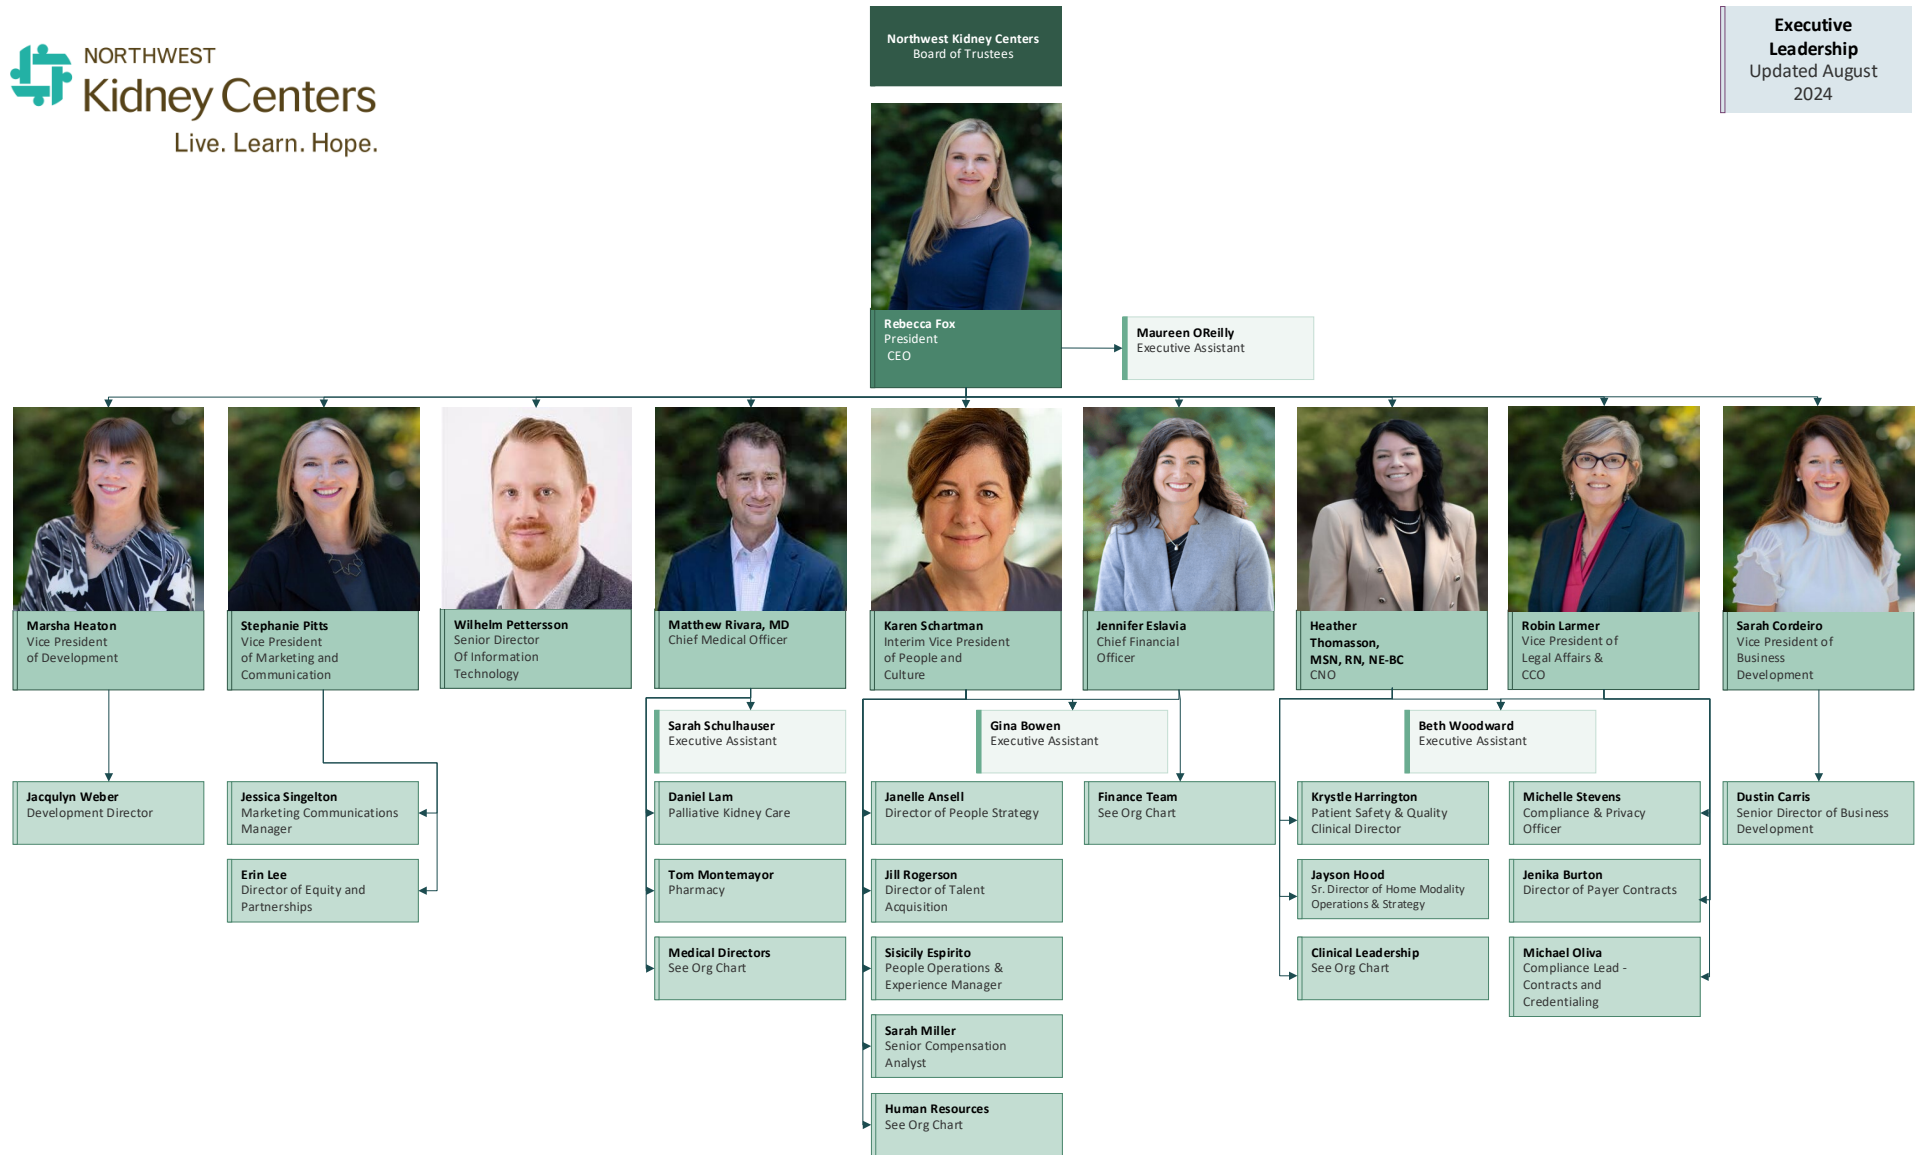 NORTHWEST
Kidney Centers
Live. Learn. Hope.
Northwest Kidney Centers
Board of Trustees
Executive
Leadership
Updated August
2024
Rebecca Fox
President
CEO
Maureen OReilly
Executive Assistant
Marsha Heaton
Vice President
of Development
Stephanie Pitts
Vice President
of Marketing and
Communication
Wilhelm Pettersson
Senior Director
Of Information
Technology
Matthew Rivara, MD
Chief Medical Officer
Karen Schartman
Interim Vice President
of People and
Culture
Jennifer Eslavia
Chief Financial
Officer
Heather
Thomasson,
MSN, RN, NE-BC
CNO
Robin Larmer
Vice President of
Legal Affairs &
CCO
Sarah Cordeiro
Vice President of
Business
Development
Sarah Schulhauser
Executive Assistant
Gina Bowen
Executive Assistant
Beth Woodward
Executive Assistant
Jacqulyn Weber
Development Director
Jessica Singelton
Marketing Communications
Manager
Daniel Lam
Palliative Kidney Care
Janelle Ansell
Director of People Strategy
Finance Team
See Org Chart
Krystle Harrington
Patient Safety & Quality
Clinical Director
Michelle Stevens
Compliance & Privacy
Officer
Dustin Carris
Senior Director of Business
Development
Erin Lee
Director of Equity and
Partnerships
Tom Montemayor
Pharmacy
Jill Rogerson
Director of Talent
Acquisition
Jayson Hood
Sr. Director of Home Modality
Operations & Strategy
Jenika Burton
Director of Payer Contracts
Medical Directors
See Org Chart
Sisicily Espirito
People Operations &
Experience Manager
Clinical Leadership
See Org Chart
Michael Oliva
Compliance Lead -
Contracts and
Credentialing
Sarah Miller
Senior Compensation
Analyst
Human Resources
See Org Chart